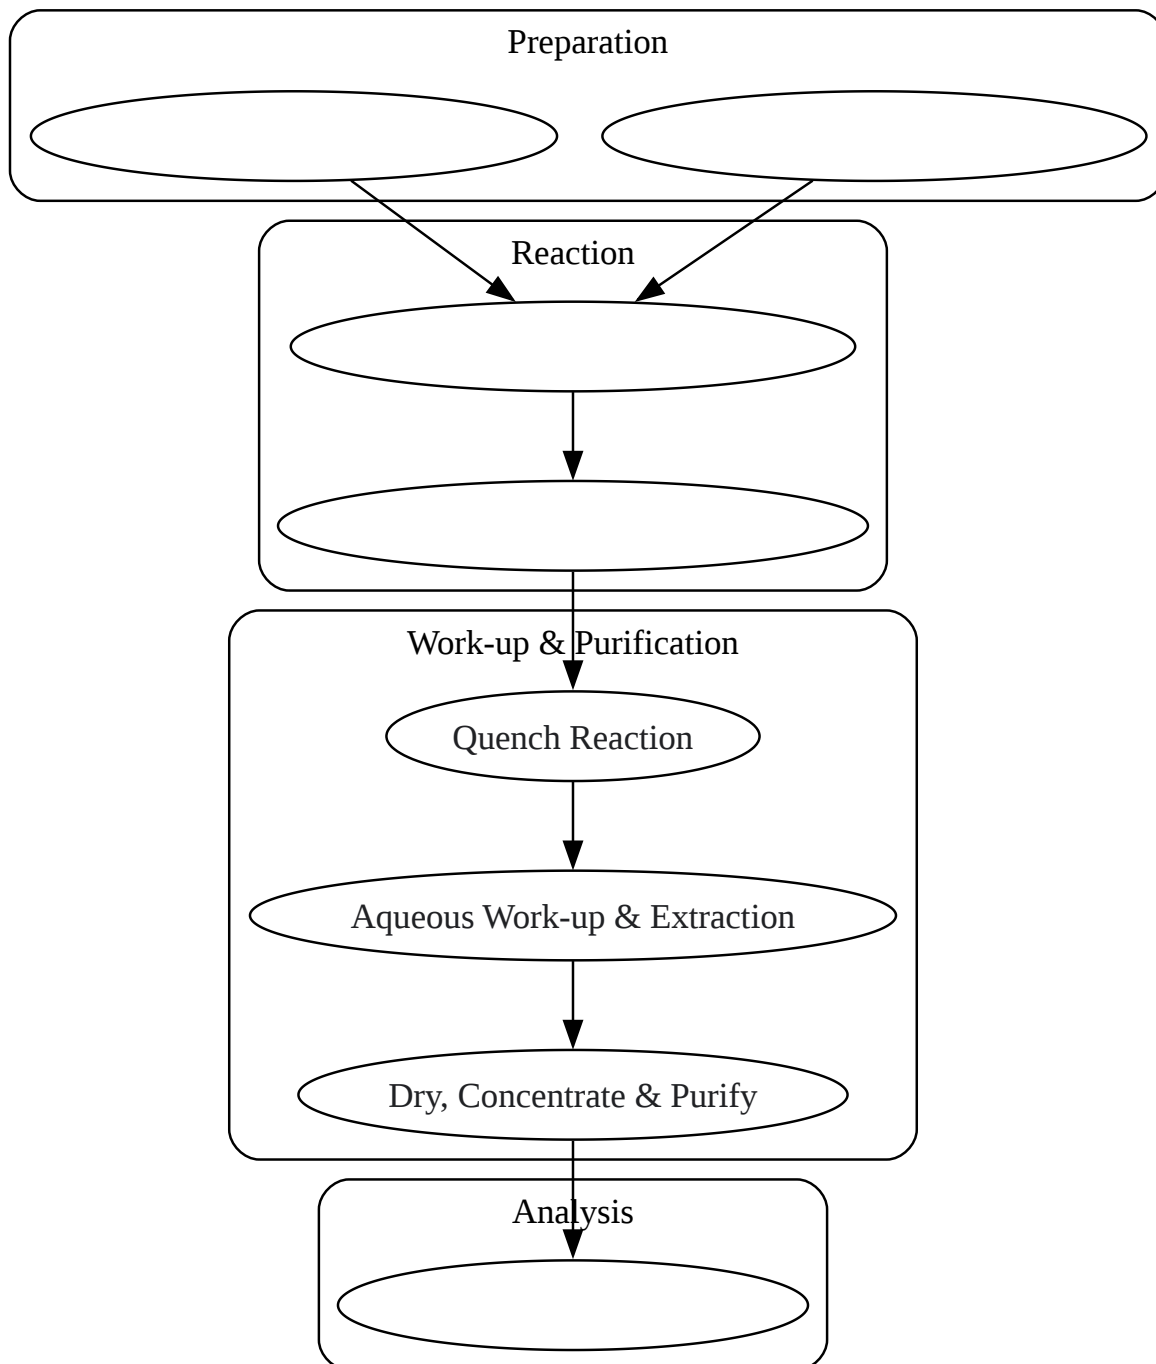 Preparation
Reaction
Work-up & Purification
Quench Reaction
Aqueous Work-up & Extraction
Dry, Concentrate & Purify
Analysis